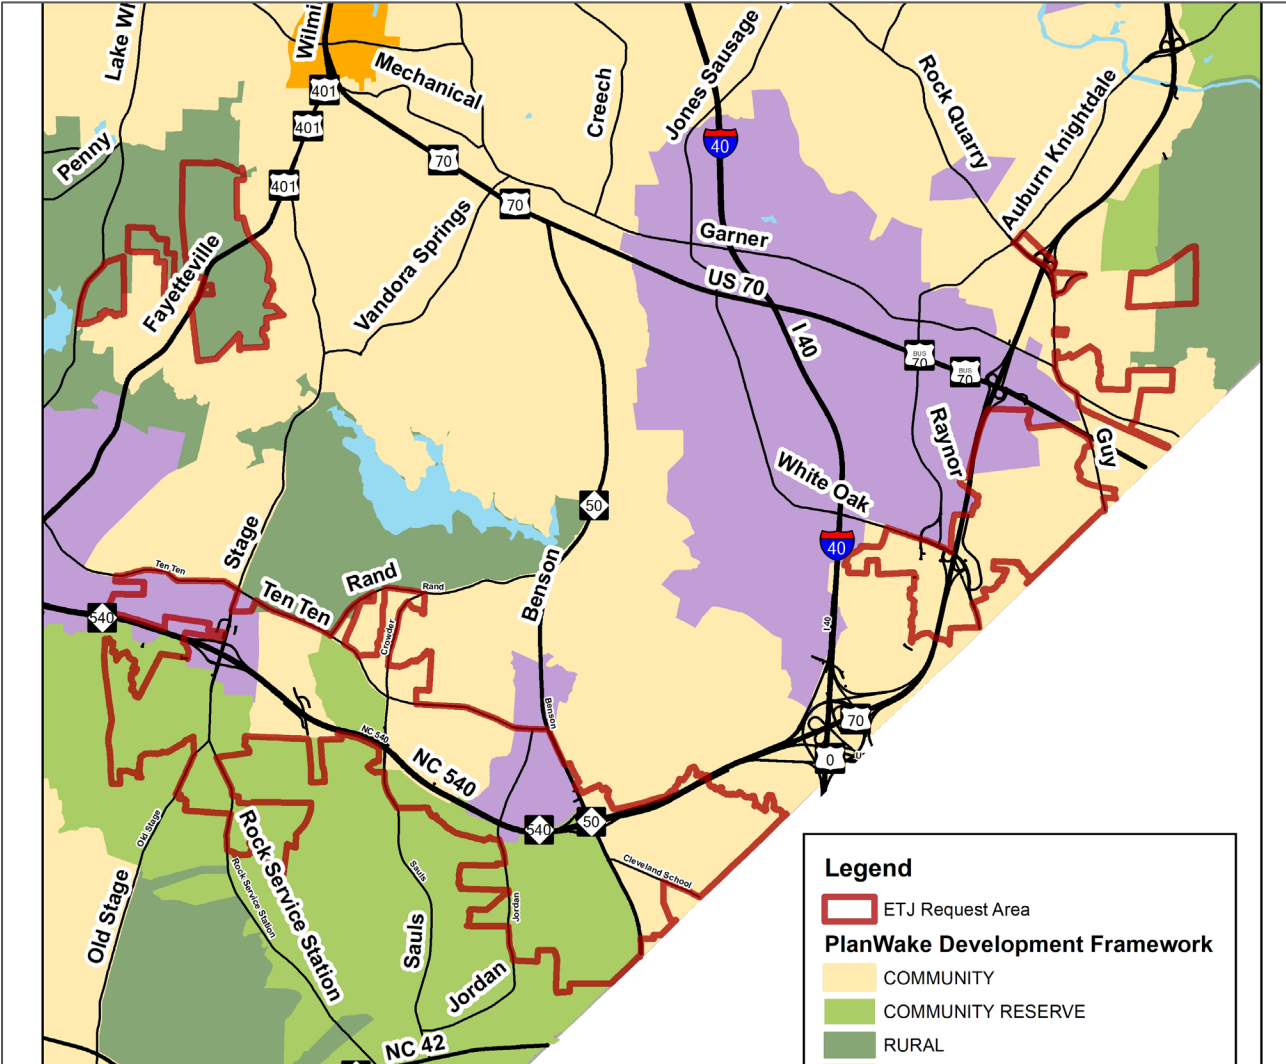 Lake Wi
Wilmi
401
Mechanical
401
Creech
Jones Sausage
40
Rock Quarry
Auburn Knightdale
Penny
70
401
70
Vandora Springs
Garner
Fayetteville
US 70
I 40
BUS
70
BUS
70
Raynor
Guy
White Oak
50
Stage
40
Ten Ten
Rand
Rand
Ten Ten
Benson
540
Crowder
I 40
Benson
70
NC 540
NC 540
0
540
50
Old Stage
Rock Service Station
Rock Service Station
Sauls
Cleveland School
Jordan
Old Stage
Sauls
Jordan
NC 42
Legend
ETJ Request Area
PlanWake Development Framework
COMMUNITY
COMMUNITY RESERVE
RURAL